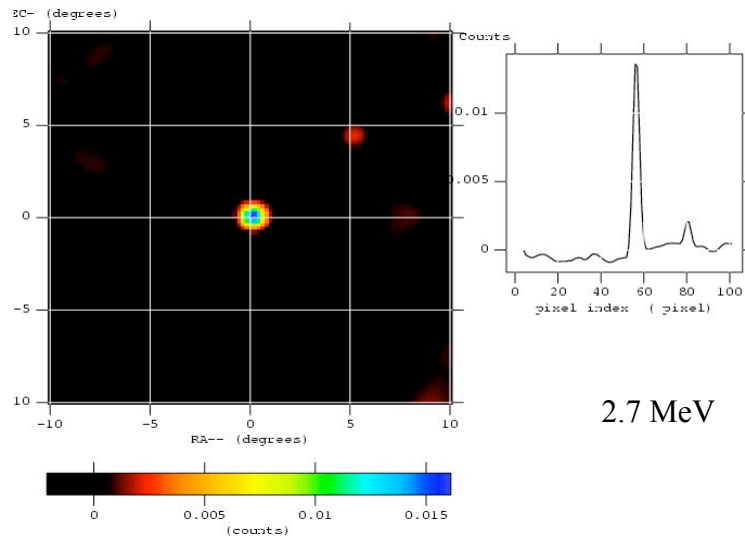 (degrees)
10
5
0
-5
10
-10 -5 0 5 10
RA-- (degrees)
0 0.005 0.01 0.015
(counts)
Counts
0.01
.005
0
0 20 40 60 80 100
pixel index ( pixel)
2.7 MeV